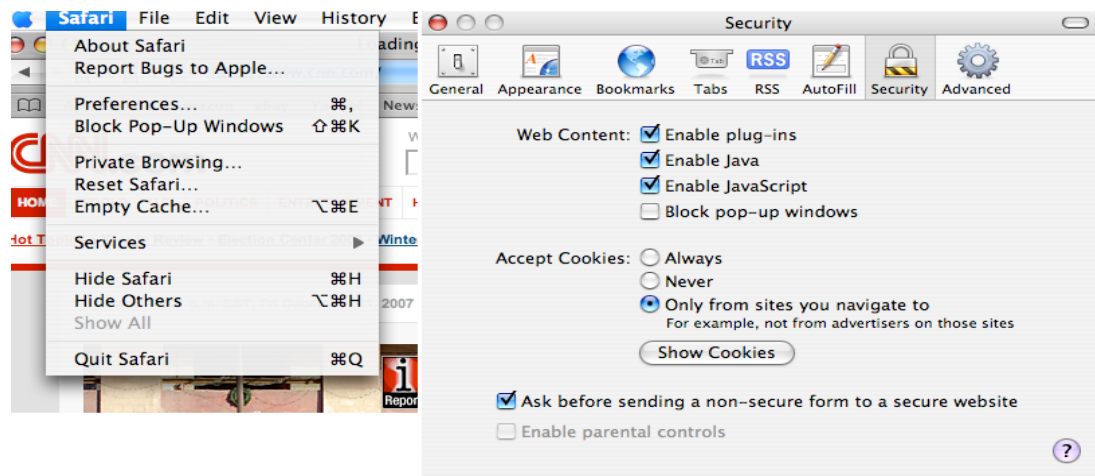 Safari File Edit View History
About Safari
Report Bugs to Apple...
Preferences... ⌘,
Block Pop-Up Windows ⇧⌘K
Private Browsing...
Reset Safari...
Empty Cache... ⌥⌘E
Services ▶
Hide Safari ⌘H
Hide Others ⌥⌘H
Show All
Quit Safari ⌘Q
2007
Security
General Appearance Bookmarks Tabs RSS AutoFill Security Advanced
Web Content: Enable plug-ins
Enable Java
Enable JavaScript
Block pop-up windows
Accept Cookies: Always
Never
Only from sites you navigate to
For example, not from advertisers on those sites
Show Cookies
Ask before sending a non-secure form to a secure website
Enable parental controls
?